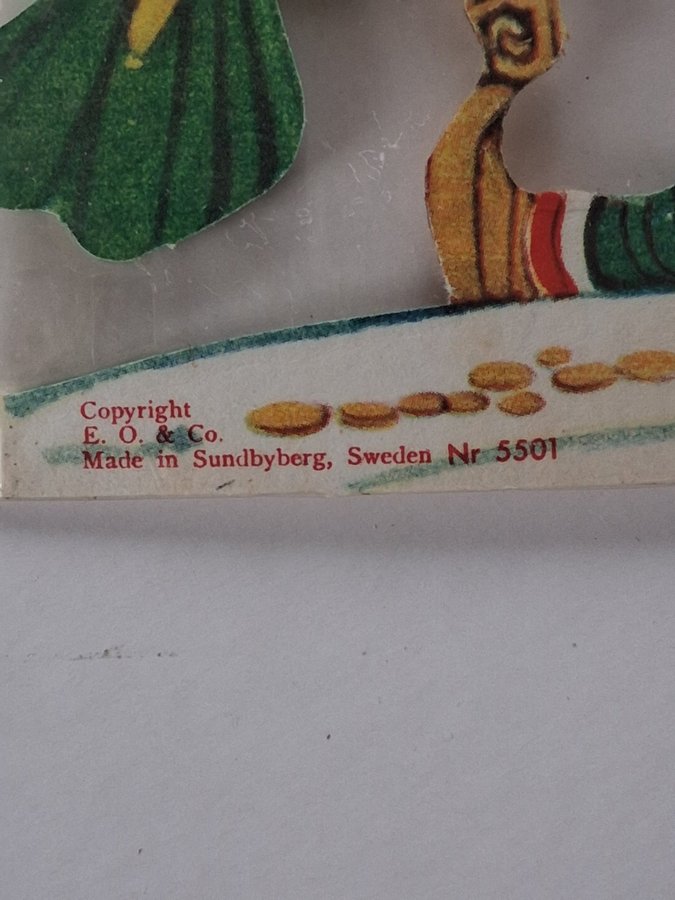 Copyright
E. O. & Co.
Made in Sundbyberg, Sweden Nr 5501